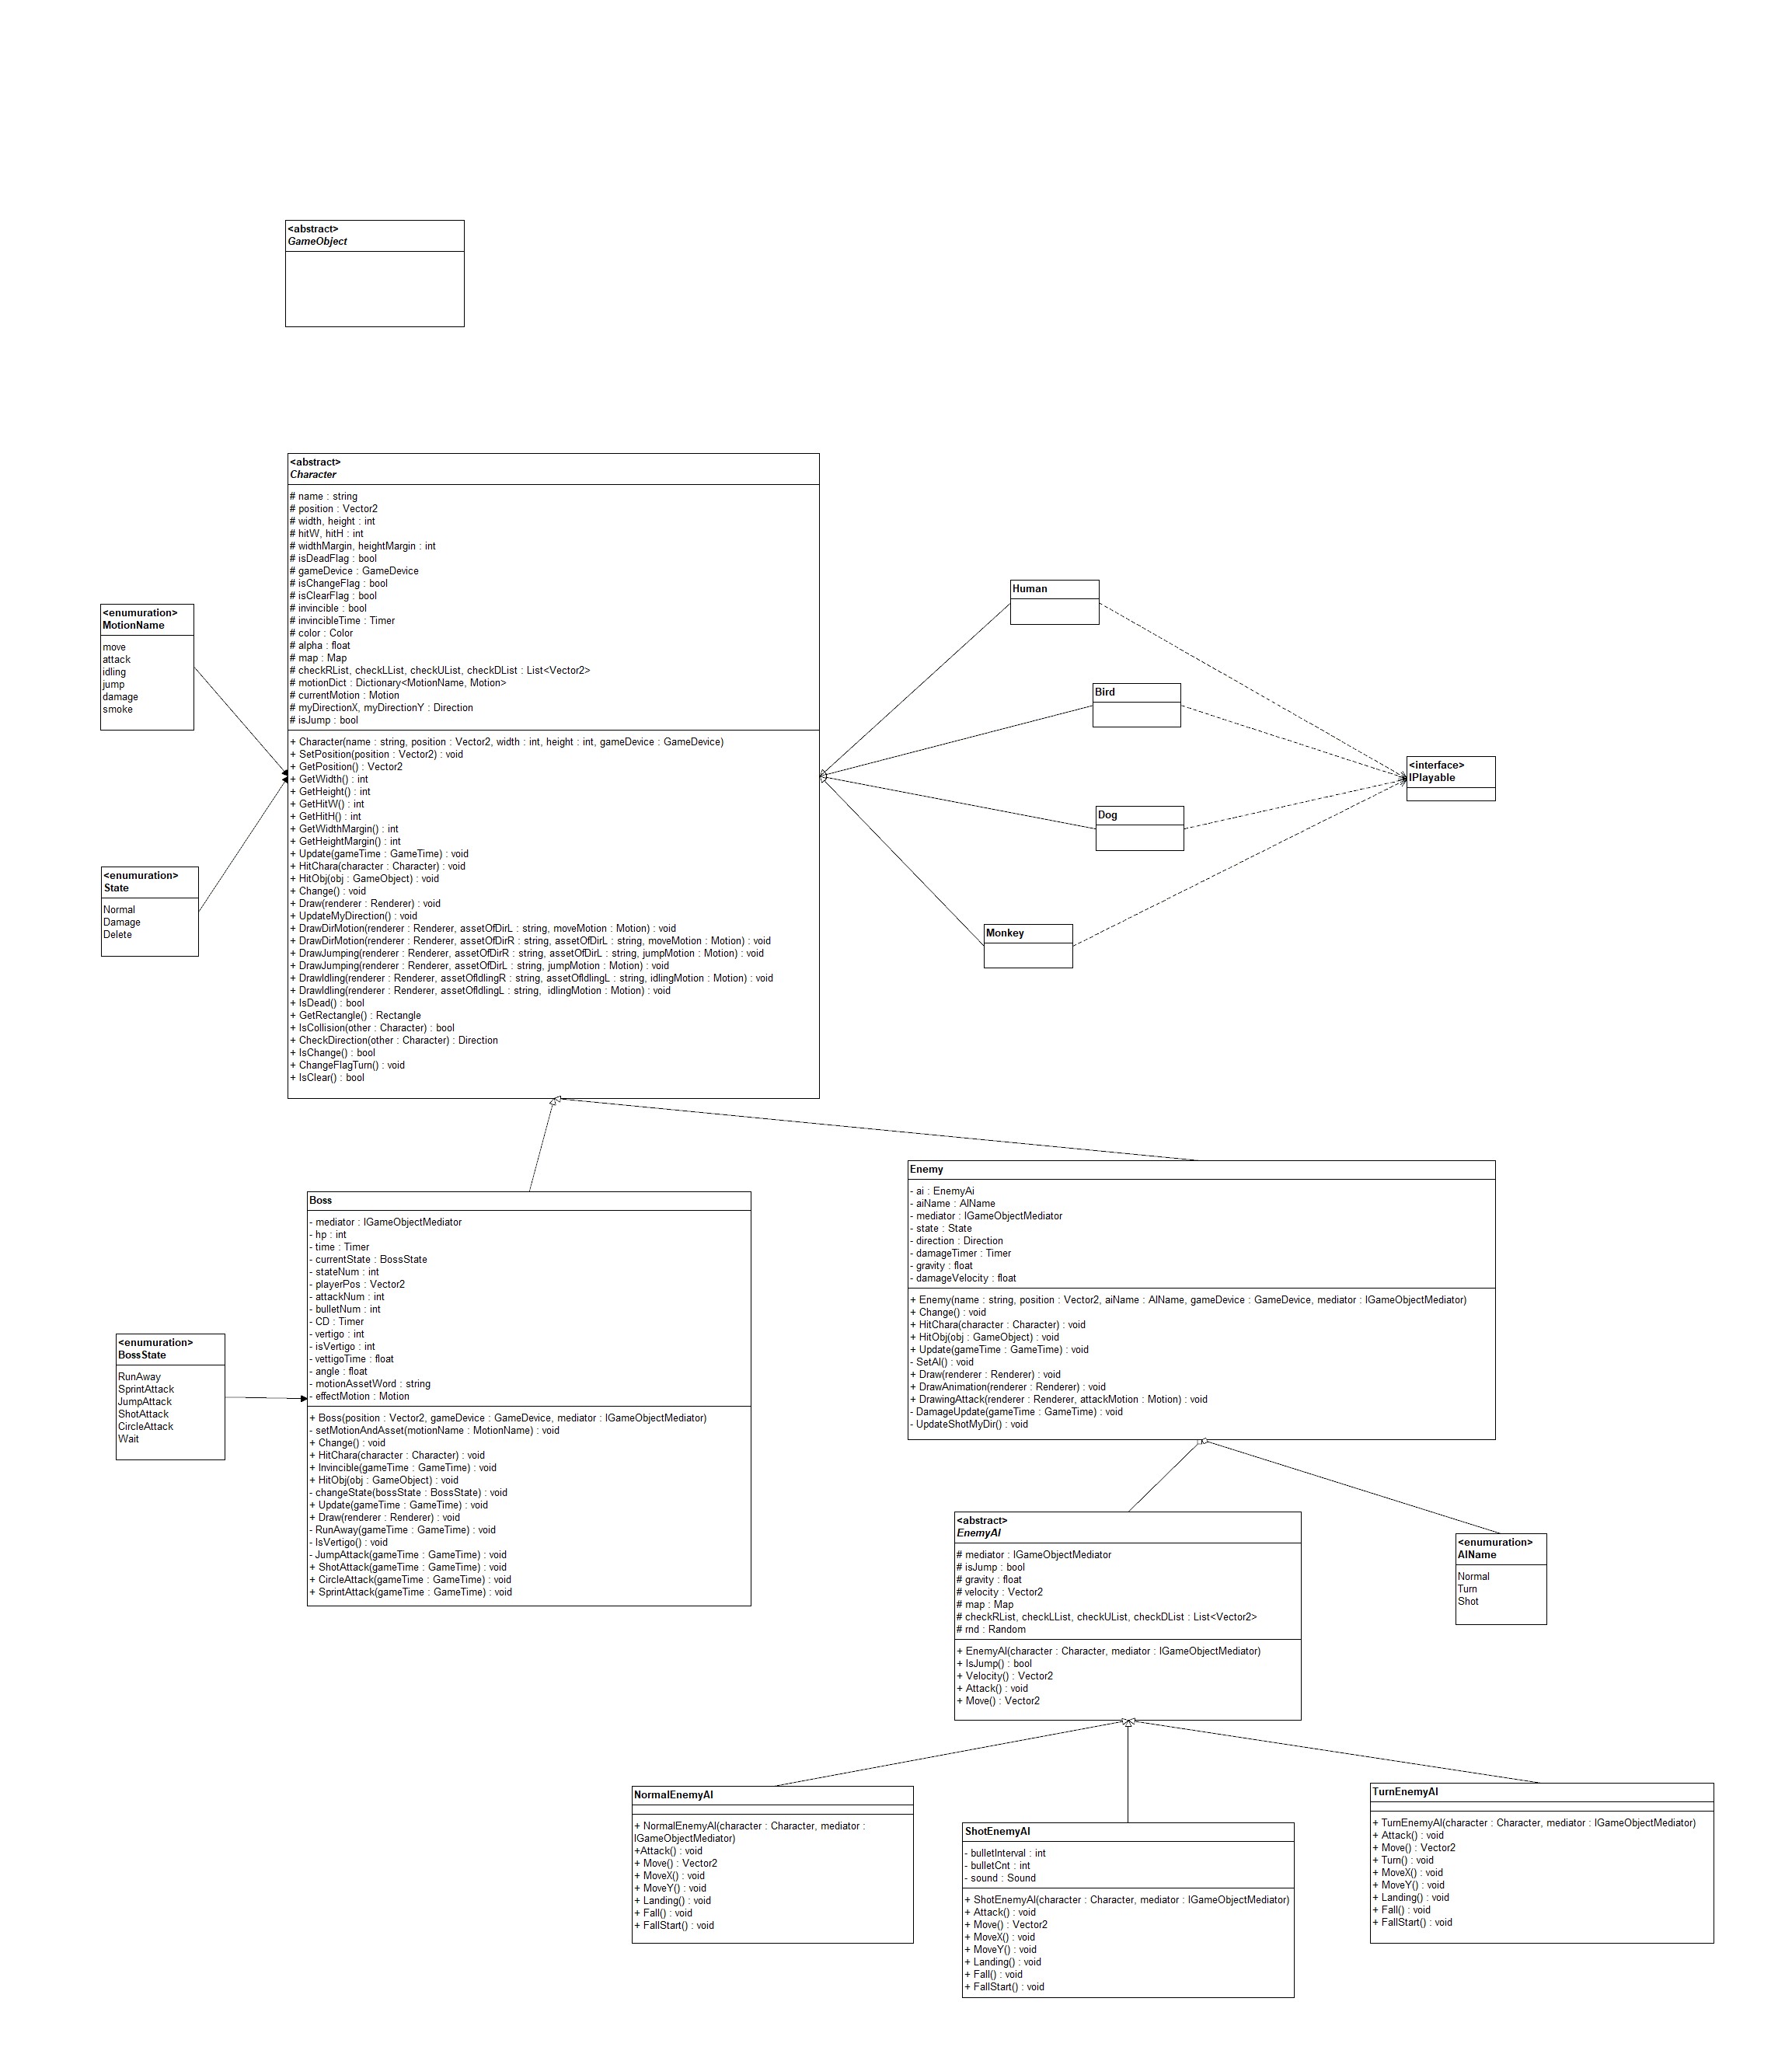 <abstract>
GameObject
<abstract>
Character
# name : string
# position : Vector2
# width, height : int
# hitW, hitH : int
# widthMargin, heightMargin : int
# isDeadFlag : bool
# gameDevice : GameDevice
# isChangeFlag : bool
# isClearFlag : bool
# invincible : bool
# invincibleTime : Timer
# color : Color
# alpha : float
# map : Map
# checkRList, checkLList, checkUList, checkDList : List<Vector2>
# motionDict : Dictionary<MotionName, Motion>
# currentMotion : Motion
# myDirectionX, myDirectionY : Direction
# isJump : bool
+ Character(name : string, position : Vector2, width : int, height : int, gameDevice : GameDevice)
+ SetPosition(position : Vector2) : void
+ GetPosition() : Vector2
+ GetWidth() : int
+ GetHeight() : int
+ GetHitW() : int
+ GetHitH() : int
+ GetWidthMargin() : int
+ GetHeightMargin() : int
+ Update(gameTime : GameTime) : void
+ HitChara(character : Character) : void
+ HitObj(obj : GameObject) : void
+ Change() : void
+ Draw(renderer : Renderer) : void
+ UpdateMyDirection() : void
+ DrawDirMotion(renderer : Renderer, assetOfDirL : string, moveMotion : Motion) : void
+ DrawDirMotion(renderer : Renderer, assetOfDirR : string, assetOfDirL : string, moveMotion : Motion) : void
+ DrawJumping(renderer : Renderer, assetOfDirR : string, assetOfDirL : string, jumpMotion : Motion) : void
+ DrawJumping(renderer : Renderer, assetOfDirL : string, jumpMotion : Motion) : void
+ DrawIdling(renderer : Renderer, assetOfIdlingR : string, assetOfIdlingL : string, idlingMotion : Motion) : void
+ DrawIdling(renderer : Renderer, assetOfIdlingL : string,  idlingMotion : Motion) : void
+ IsDead() : bool
+ GetRectangle() : Rectangle
+ IsCollision(other : Character) : bool
+ CheckDirection(other : Character) : Direction
+ IsChange() : bool
+ ChangeFlagTurn() : void
+ IsClear() : bool
<enumuration>
MotionName
move
attack
idling
jump
damage
smoke
<enumuration>
State
Normal
Damage
Delete
Human
Bird
Dog
Monkey
<interface>
IPlayable
Boss
- mediator : IGameObjectMediator
- hp : int
- time : Timer
- currentState : BossState
- stateNum : int
- playerPos : Vector2
- attackNum : int
- bulletNum : int
- CD : Timer
- vertigo : int
- isVertigo : int
- vettigoTime : float
- angle : float
- motionAssetWord : string
- effectMotion : Motion
+ Boss(position : Vector2, gameDevice : GameDevice, mediator : IGameObjectMediator)
- setMotionAndAsset(motionName : MotionName) : void
+ Change() : void
+ HitChara(character : Character) : void
+ Invincible(gameTime : GameTime) : void
+ HitObj(obj : GameObject) : void
- changeState(bossState : BossState) : void
+ Update(gameTime : GameTime) : void
+ Draw(renderer : Renderer) : void
- RunAway(gameTime : GameTime) : void
- IsVertigo() : void
- JumpAttack(gameTime : GameTime) : void
+ ShotAttack(gameTime : GameTime) : void
+ CircleAttack(gameTime : GameTime) : void
+ SprintAttack(gameTime : GameTime) : void
<enumuration>
BossState
RunAway
SprintAttack
JumpAttack
ShotAttack
CircleAttack
Wait
Enemy
- ai : EnemyAi
- aiName : AIName
- mediator : IGameObjectMediator
- state : State
- direction : Direction
- damageTimer : Timer
- gravity : float
- damageVelocity : float
+ Enemy(name : string, position : Vector2, aiName : AIName, gameDevice : GameDevice, mediator : IGameObjectMediator)
+ Change() : void
+ HitChara(character : Character) : void
+ HitObj(obj : GameObject) : void
+ Update(gameTime : GameTime) : void
- SetAI() : void
+ Draw(renderer : Renderer) : void
+ DrawAnimation(renderer : Renderer) : void
+ DrawingAttack(renderer : Renderer, attackMotion : Motion) : void
- DamageUpdate(gameTime : GameTime) : void
- UpdateShotMyDir() : void
<abstract>
EnemyAI
# mediator : IGameObjectMediator
# isJump : bool
# gravity : float
# velocity : Vector2
# map : Map
# checkRList, checkLList, checkUList, checkDList : List<Vector2>
# rnd : Random
+ EnemyAI(character : Character, mediator : IGameObjectMediator)
+ IsJump() : bool
+ Velocity() : Vector2
+ Attack() : void
+ Move() : Vector2
<enumuration>
AIName
Normal
Turn
Shot
NormalEnemyAI
+ NormalEnemyAI(character : Character, mediator :
IGameObjectMediator)
+Attack() : void
+ Move() : Vector2
+ MoveX() : void
+ MoveY() : void
+ Landing() : void
+ Fall() : void
+ FallStart() : void
ShotEnemyAI
- bulletInterval : int
- bulletCnt : int
- sound : Sound
+ ShotEnemyAI(character : Character, mediator : IGameObjectMediator)
+ Attack() : void
+ Move() : Vector2
+ MoveX() : void
+ MoveY() : void
+ Landing() : void
+ Fall() : void
+ FallStart() : void
TurnEnemyAI
+ TurnEnemyAI(character : Character, mediator : IGameObjectMediator)
+ Attack() : void
+ Move() : Vector2
+ Turn() : void
+ MoveX() : void
+ MoveY() : void
+ Landing() : void
+ Fall() : void
+ FallStart() : void